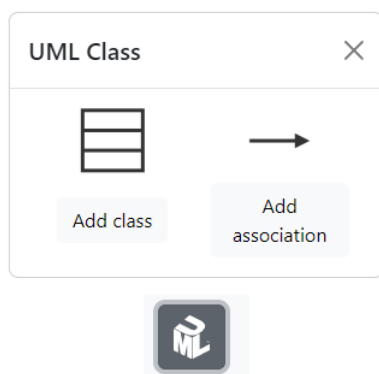 UML Class
Add class
Add
association
UML